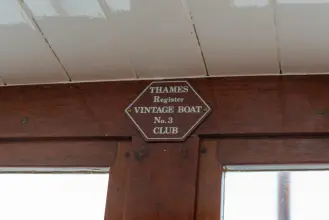 THAMES
Register
VINTAGE BOAT
No. 3
CLUB